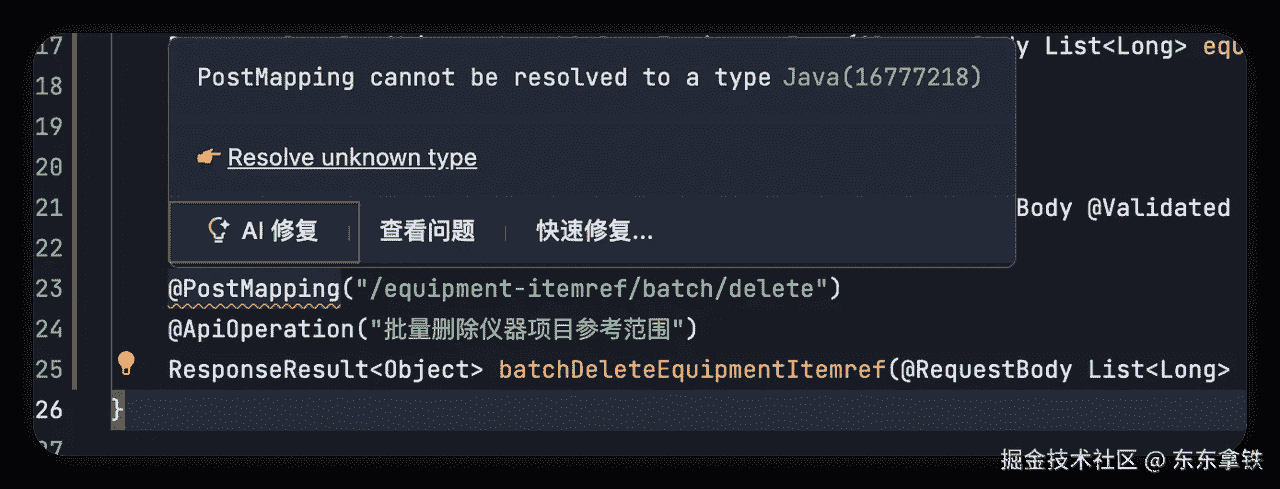 17 dy List<Long> equ
PostMapping cannot be resolved to a type Java(16777218)
18
19
Resolve unknown type
20
21 Body @Validated
AI 修复 查看问题 快速修复...
22
23 @PostMapping("/equipment-itemref/batch/delete")
24 @ApiOperation("批量删除仪器项目参考范围")
25 ResponseResult<Object> batchDeleteEquipmentItemref(@RequestBody List<Long>
26 }
27
掘金技术社区 @ 东东拿铁